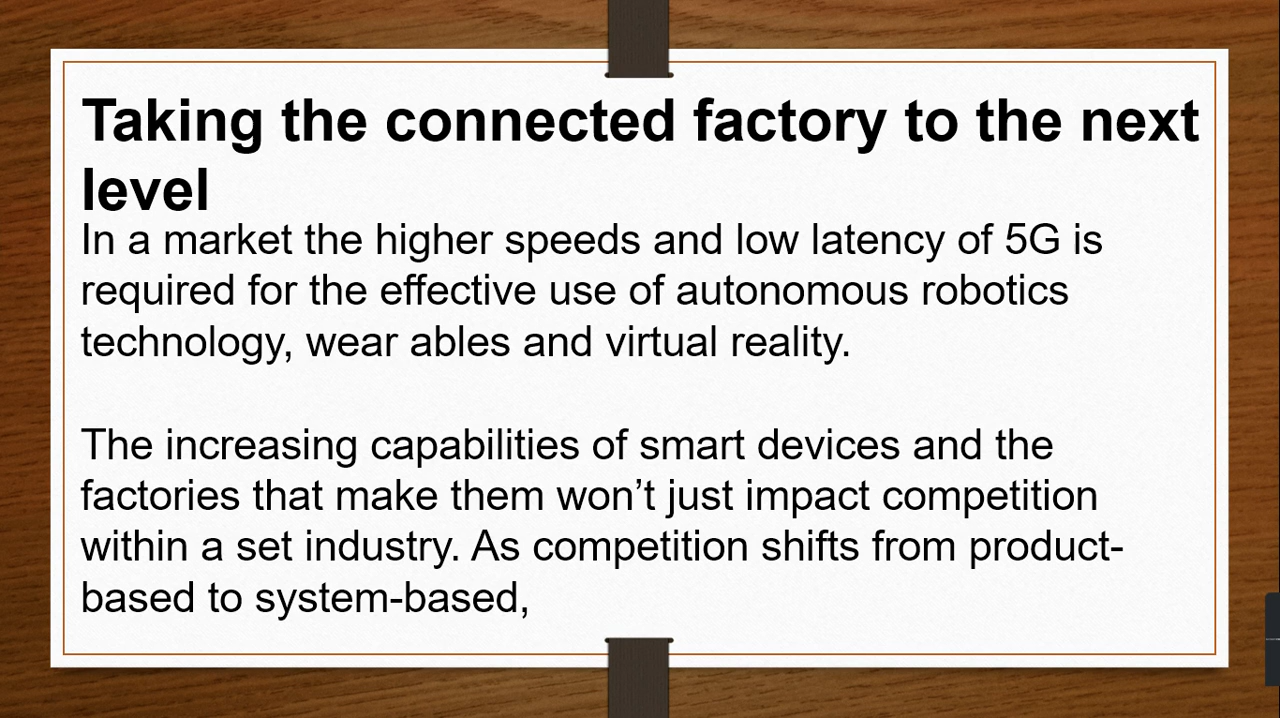 Taking the connected factory to the next
level
In a market the higher speeds and low latency of 5G is
required for the effective use of autonomous robotics
technology, wear ables and virtual reality.
The increasing capabilities of smart devices and the
factories that make them won’t just impact competition
within a set industry. As competition shifts from product-
based to system-based,